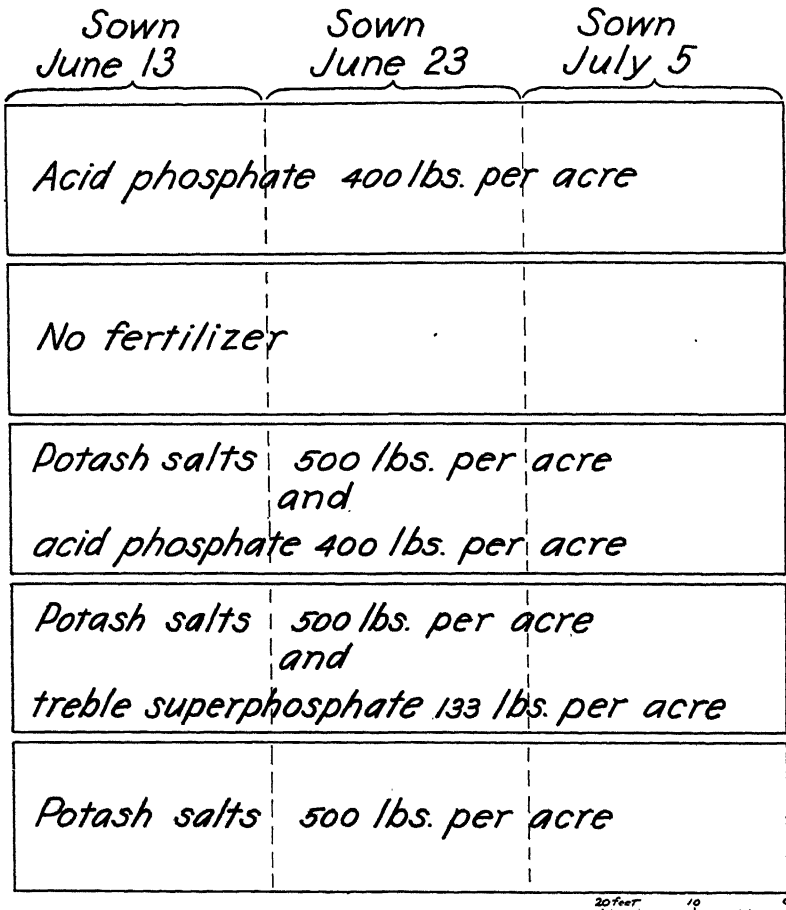 Sown Sown Sown
June 13 June 23 July 5
Acid phosphate 400 lbs. per acre
No fertilizer
Potash salts 500 lbs. per acre
and
acid phosphate 400 lbs. per acre
Potash salts 500 lbs. per acre
and
treble superphosphate 133 lbs. per acre
Potash salts 500 lbs. per acre
20 feet 10 0